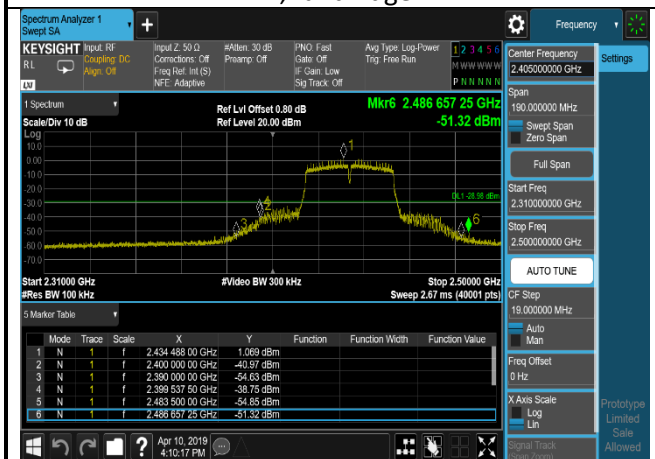 Spectrum Analyzer 1
Swept SA
Frequency
KEYSIGHT
RL
LXI
Input: RF
Coupling: DC
Align: Off
Input Z: 50 Ω
Corrections: Off
Freq Ref: Int (S)
NFE: Adaptive
#Atten: 30 dB
Preamp: Off
PNO: Fast
Gate: Off
IF Gain: Low
Sig Track: Off
Avg Type: Log-Power
Trig: Free Run
1 2 3 4 5 6
M W W W W W
P N N N N N
1 Spectrum
Scale/Div 10 dB
Ref Lvl Offset 0.80 dB
Ref Level 20.00 dBm
Mkr6 2.486 657 25 GHz
-51.32 dBm
Log
10.0
0.00
-10.0
-20.0
-30.0
-40.0
-50.0
-60.0
-70.0
1
2
3
6
DL1 -28.98 dBm
Start 2.31000 GHz
#Res BW 100 kHz
#Video BW 300 kHz
Stop 2.50000 GHz
Sweep 2.67 ms (40001 pts)
5 Marker Table
Mode Trace Scale X Y Function Function Width Function Value
1 N 1 f 2.434 488 00 GHz 1.069 dBm
2 N 1 f 2.400 000 00 GHz -40.97 dBm
3 N 1 f 2.390 000 00 GHz -54.63 dBm
4 N 1 f 2.399 537 50 GHz -38.75 dBm
5 N 1 f 2.483 500 00 GHz -54.85 dBm
6 N 1 f 2.486 657 25 GHz -51.32 dBm
Apr 10, 2019
4:10:17 PM
Center Frequency
2.405000000 GHz
Settings
Span
190.000000 MHz
Swept Span
Zero Span
Full Span
Start Freq
2.310000000 GHz
Stop Freq
2.500000000 GHz
AUTO TUNE
CF Step
19.000000 MHz
Auto
Man
Freq Offset
0 Hz
X Axis Scale
Log
Lin
Signal Track
(Span Zoom)
Prototype
Limited
Sale
Allowed